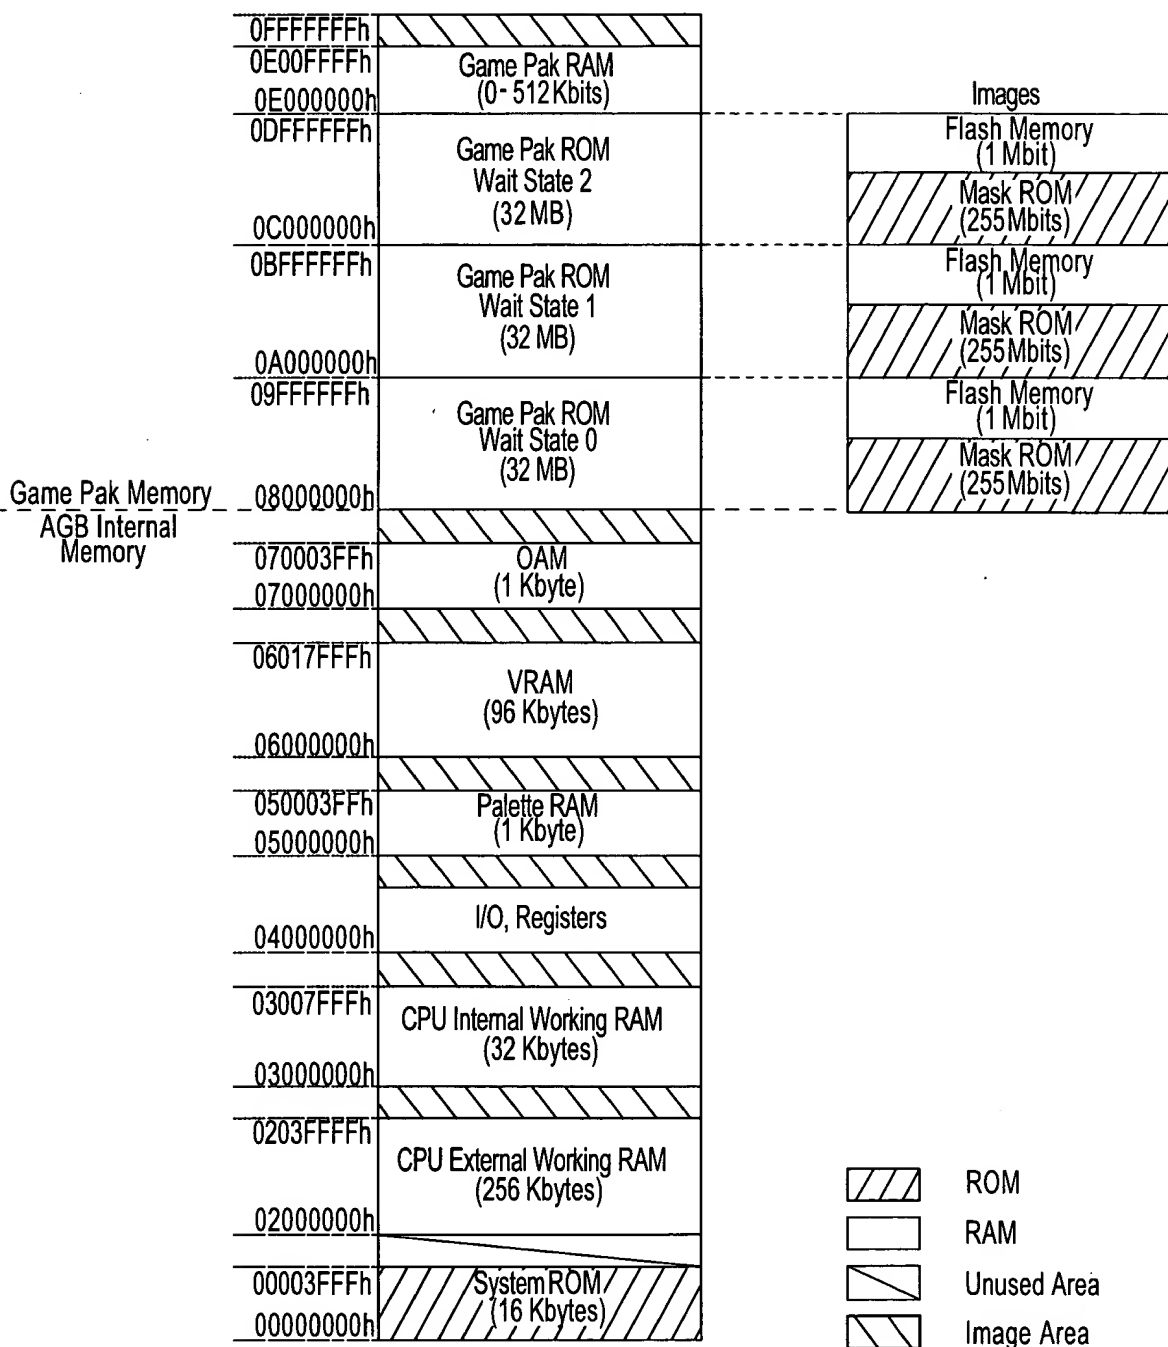 0FFFFFFFh
0E00FFFFh
Game Pak RAM
(0-512Kbits)
0E000000h
Images
0DFFFFFFh
Game Pak ROM
Wait State 2
(32 MB)
0C000000h
Flash Memory
(1 Mbit)
Mask ROM
(255Mbits)
0BFFFFFFh
Game Pak ROM
Wait State 1
(32 MB)
0A000000h
Flash Memory
(1 Mbit)
Mask ROM
(255Mbits)
09FFFFFFh
Game Pak ROM
Wait State 0
(32 MB)
08000000h
Flash Memory
(1 Mbit)
Mask ROM
(255Mbits)
Game Pak Memory
AGB Internal
Memory
070003FFh
OAM
(1 Kbyte)
07000000h
06017FFFh
VRAM
(96 Kbytes)
06000000h
050003FFh
Palette RAM
(1 Kbyte)
05000000h
I/O, Registers
04000000h
03007FFFh
CPU Internal Working RAM
(32 Kbytes)
03000000h
0203FFFFh
CPU External Working RAM
(256 Kbytes)
02000000h
00003FFFh
System ROM
(16 Kbytes)
00000000h
ROM
RAM
Unused Area
Image Area